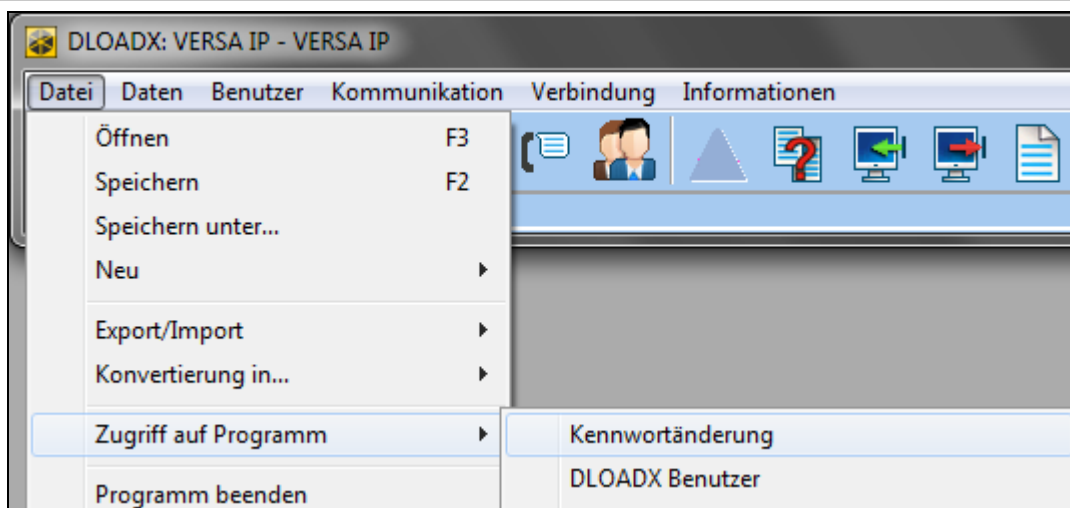 DLOADX: VERSA IP - VERSA IP
Datei Daten Benutzer Kommunikation Verbindung Informationen
Öffnen F3
Speichern F2
Speichern unter...
Neu
Export/Import
Konvertierung in...
Zugriff auf Programm
Kennwortänderung
DLOADX Benutzer
Programm beenden